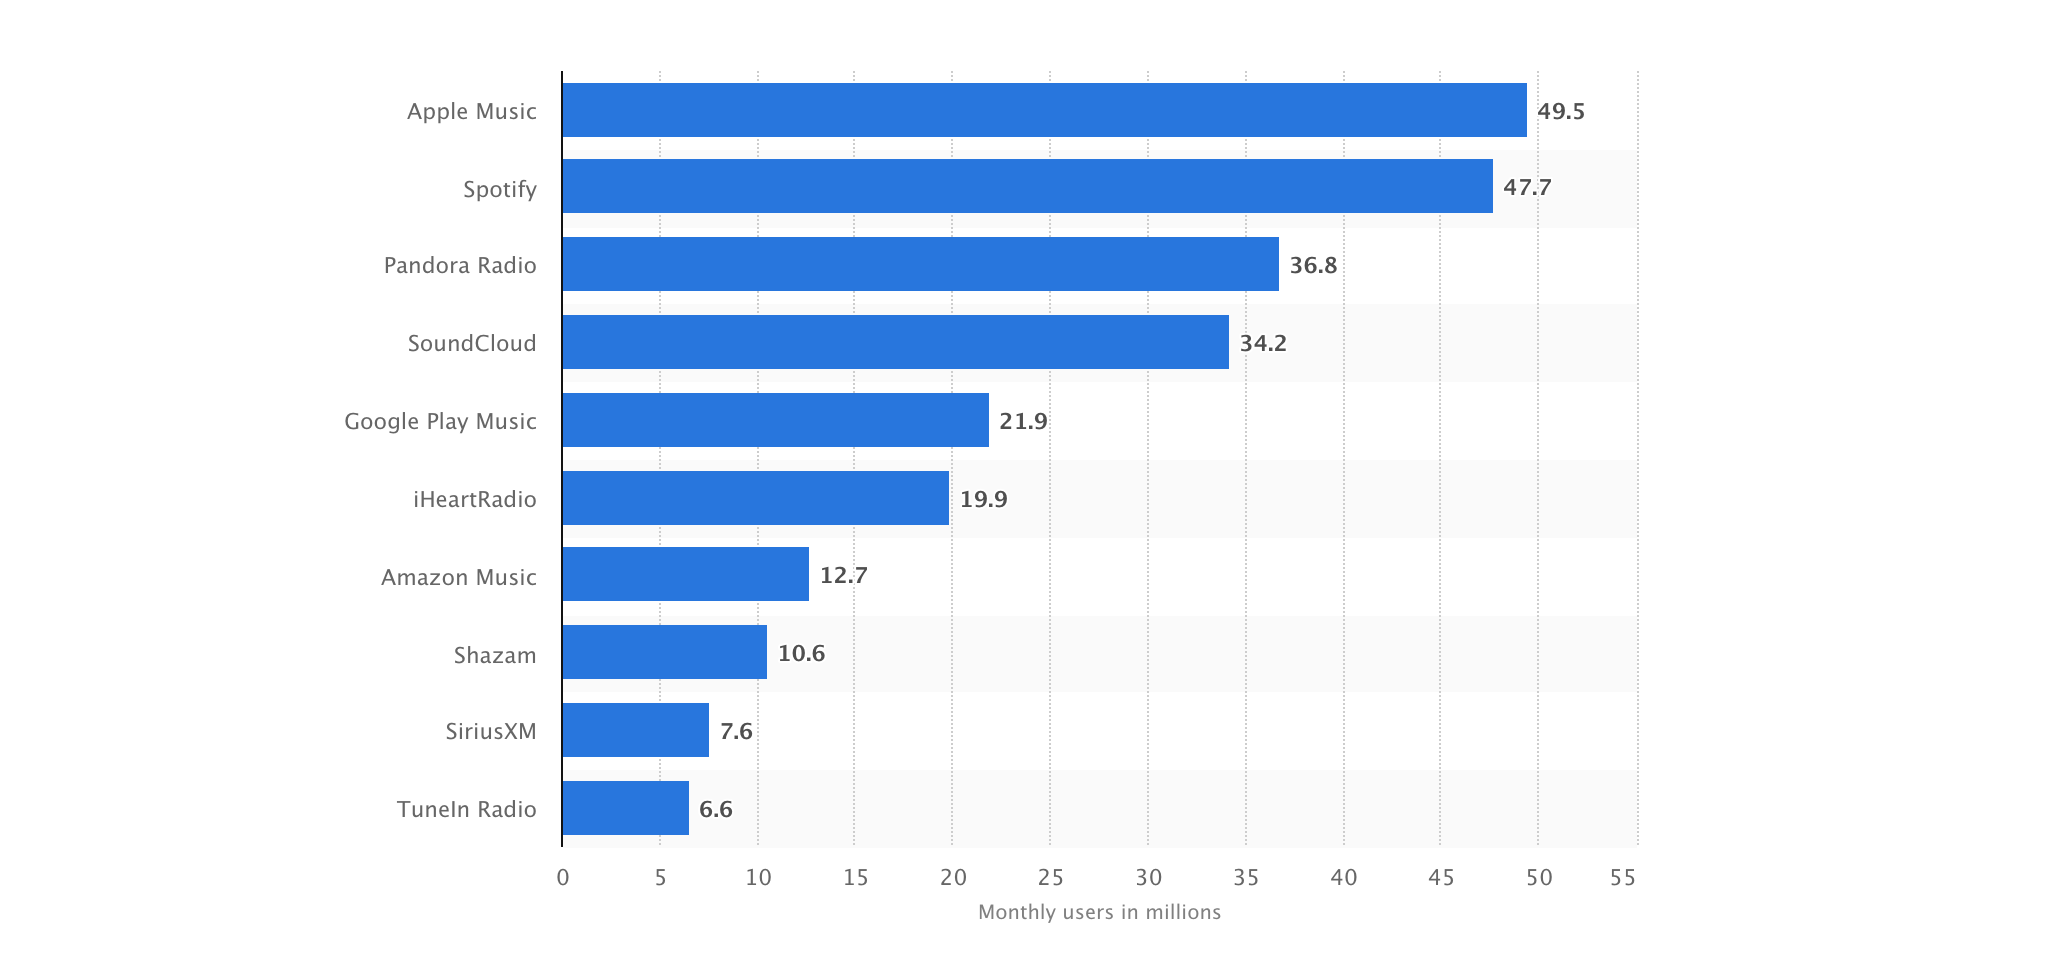 Apple Music 49.5
Spotify 47.7
Pandora Radio 36.8
SoundCloud 34.2
Google Play Music 21.9
iHeartRadio 19.9
Amazon Music 12.7
Shazam 10.6
SiriusXM 7.6
TuneIn Radio 6.6
0 5 10 15 20 25 30 35 40 45 50 55
Monthly users in millions